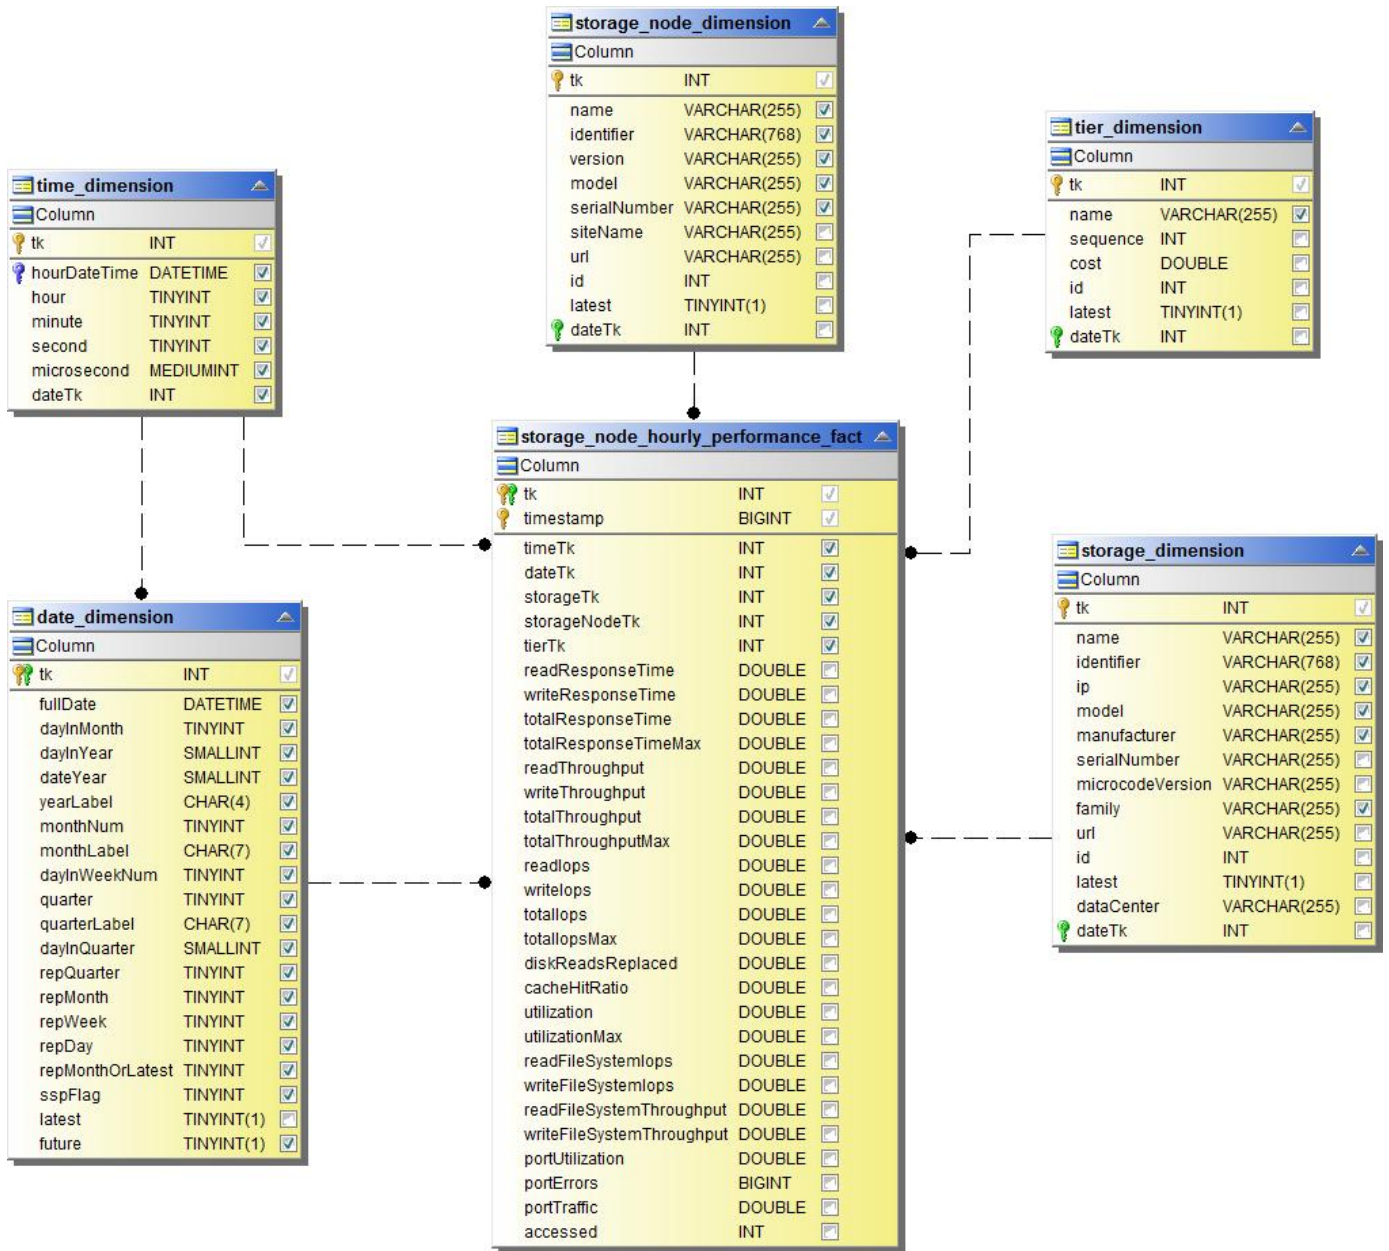 storage_node_dimension
Column
tk INT
name VARCHAR(255)
identifier VARCHAR(768)
version VARCHAR(255)
model VARCHAR(255)
serialNumber VARCHAR(255)
siteName VARCHAR(255)
url VARCHAR(255)
id INT
latest TINYINT(1)
dateTk INT
tier_dimension
Column
tk INT
name VARCHAR(255)
sequence INT
cost DOUBLE
id INT
latest TINYINT(1)
dateTk INT
time_dimension
Column
tk INT
hourDateTime DATETIME
hour TINYINT
minute TINYINT
second TINYINT
microsecond MEDIUMINT
dateTk INT
storage_node_hourly_performance_fact
Column
tk INT
timestamp BIGINT
timeTk INT
dateTk INT
storageTk INT
storageNodeTk INT
tierTk INT
readResponseTime DOUBLE
writeResponseTime DOUBLE
totalResponseTime DOUBLE
totalResponseTimeMax DOUBLE
readThroughput DOUBLE
writeThroughput DOUBLE
totalThroughput DOUBLE
totalThroughputMax DOUBLE
readIops DOUBLE
writeIops DOUBLE
totalIops DOUBLE
totalIopsMax DOUBLE
diskReadsReplaced DOUBLE
cacheHitRatio DOUBLE
utilization DOUBLE
utilizationMax DOUBLE
readFileSystemIops DOUBLE
writeFileSystemIops DOUBLE
readFileSystemThroughput DOUBLE
writeFileSystemThroughput DOUBLE
portUtilization DOUBLE
portErrors BIGINT
portTraffic DOUBLE
accessed INT
storage_dimension
Column
tk INT
name VARCHAR(255)
identifier VARCHAR(768)
ip VARCHAR(255)
model VARCHAR(255)
manufacturer VARCHAR(255)
serialNumber VARCHAR(255)
microcodeVersion VARCHAR(255)
family VARCHAR(255)
url VARCHAR(255)
id INT
latest TINYINT(1)
dataCenter VARCHAR(255)
dateTk INT
date_dimension
Column
tk INT
fullDate DATETIME
dayInMonth TINYINT
dayInYear SMALLINT
dateYear SMALLINT
yearLabel CHAR(4)
monthNum TINYINT
monthLabel CHAR(7)
dayInWeekNum TINYINT
quarter TINYINT
quarterLabel CHAR(7)
dayInQuarter SMALLINT
repQuarter TINYINT
repMonth TINYINT
repWeek TINYINT
repDay TINYINT
repMonthOrLatest TINYINT
sspFlag TINYINT
latest TINYINT(1)
future TINYINT(1)